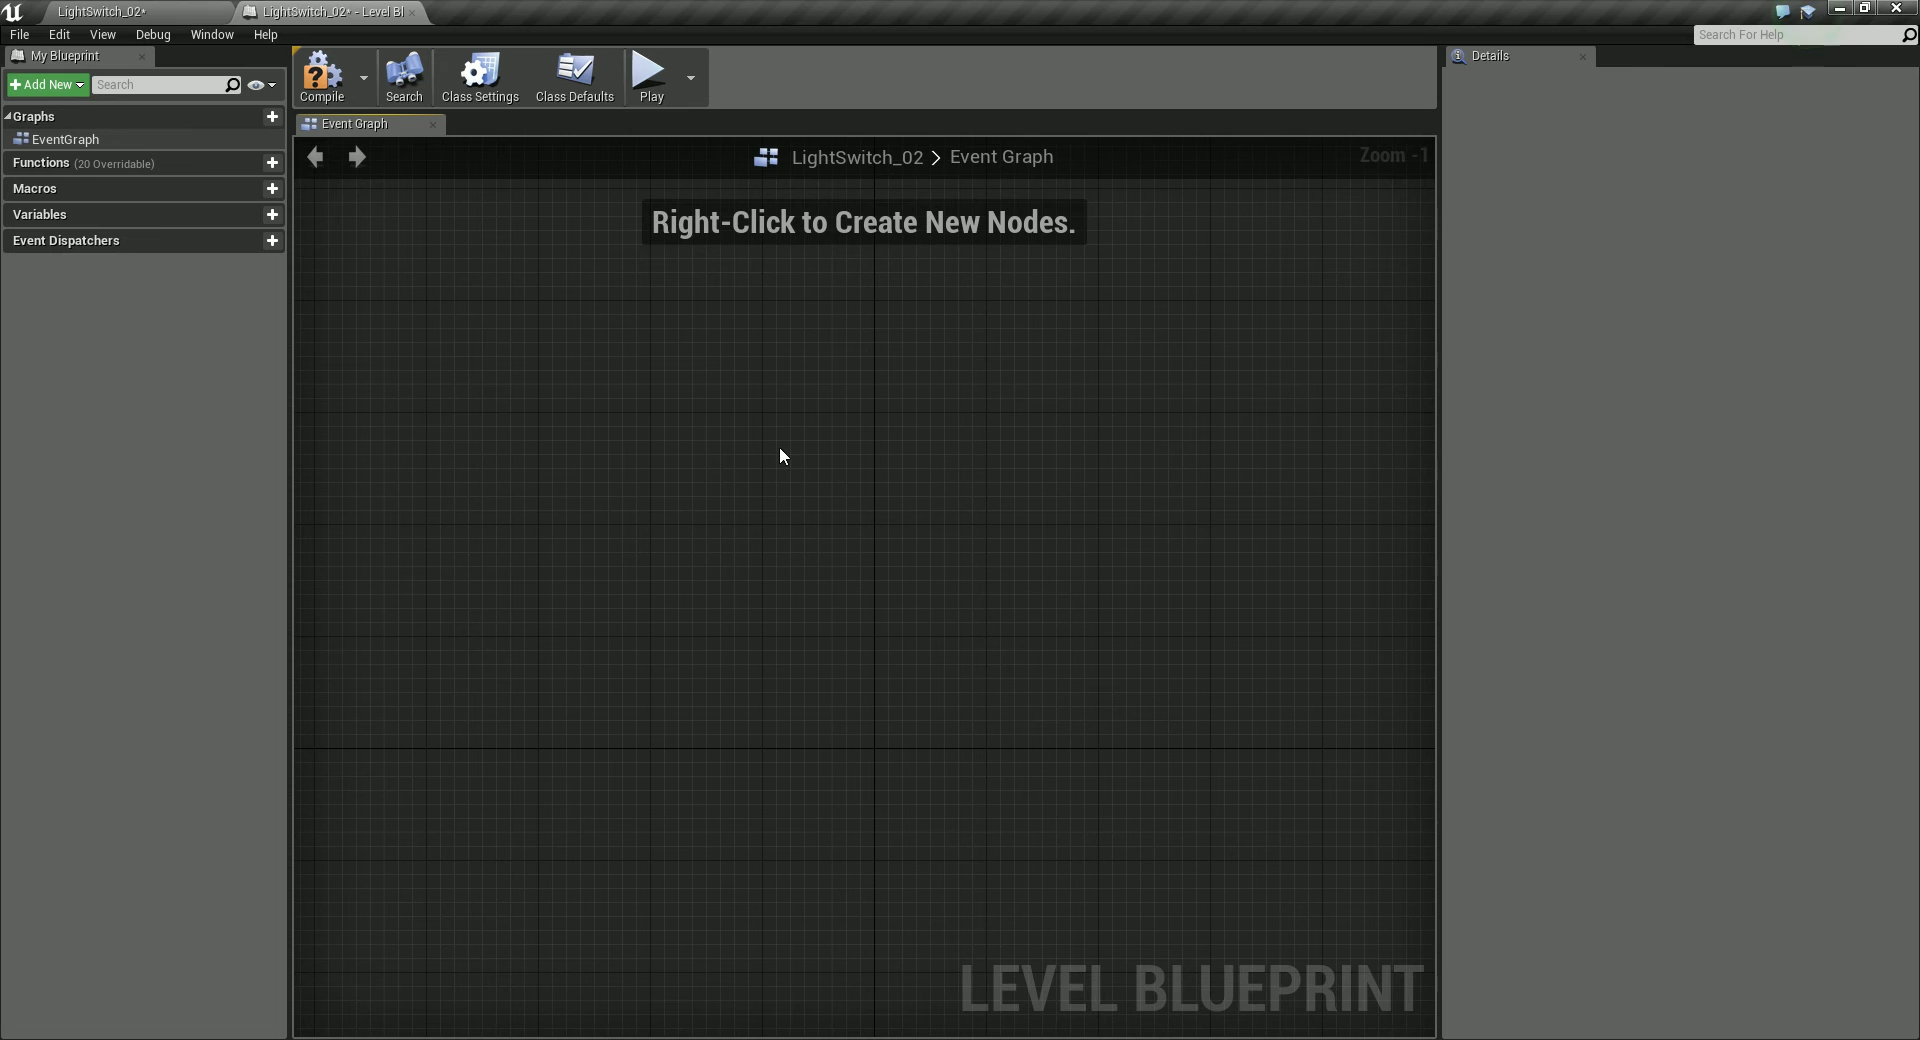 LightSwitch_02*
LightSwitch_02* - Level Bl
File Edit View Debug Window Help
Search For Help
My Blueprint
Add New
Search
Graphs
EventGraph
Functions (20 Overridable)
Macros
Variables
Event Dispatchers
Compile
Search
Class Settings
Class Defaults
Play
Event Graph
LightSwitch_02 > Event Graph
Zoom -1
Right-Click to Create New Nodes.
LEVEL BLUEPRINT
Details